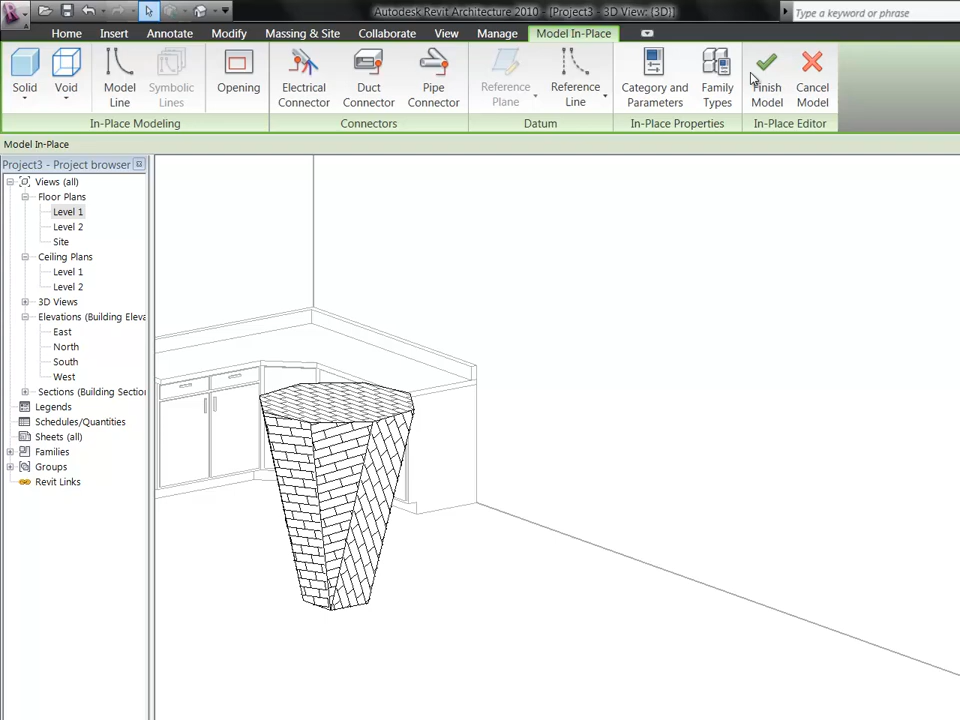 Autodesk Revit Architecture 2010 - [Project3 - 3D View: {3D}]
Type a keyword or phrase
Home Insert Annotate Modify Massing & Site Collaborate View Manage Model In-Place
Solid Void Model Line Symbolic Lines Opening Electrical Connector Duct Connector Pipe Connector Reference Plane Reference Line Category and Parameters Family Types Finish Model Cancel Model
In-Place Modeling Connectors Datum In-Place Properties In-Place Editor
Model In-Place
Project3 - Project browser
Views (all)
Floor Plans
Level 1
Level 2
Site
Ceiling Plans
Level 1
Level 2
3D Views
Elevations (Building Eleva
East
North
South
West
Sections (Building Section
Legends
Schedules/Quantities
Sheets (all)
Families
Groups
Revit Links